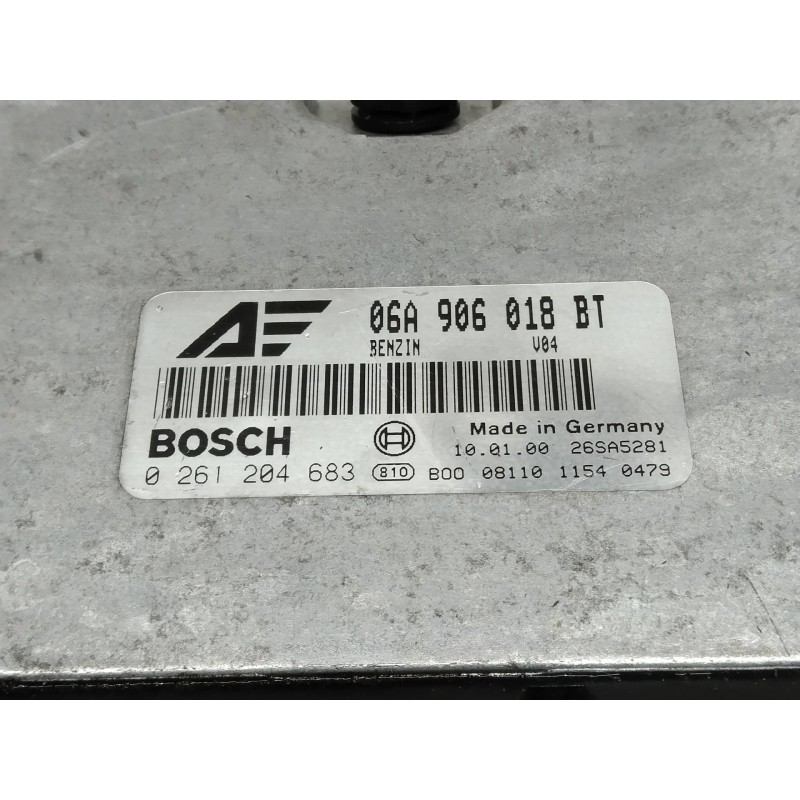 AE 06A 906 018 BT
BENZIN V04
BOSCH Made in Germany
10.01.00 26SA5281
0 261 204 683 810 B00 08110 1154 0479